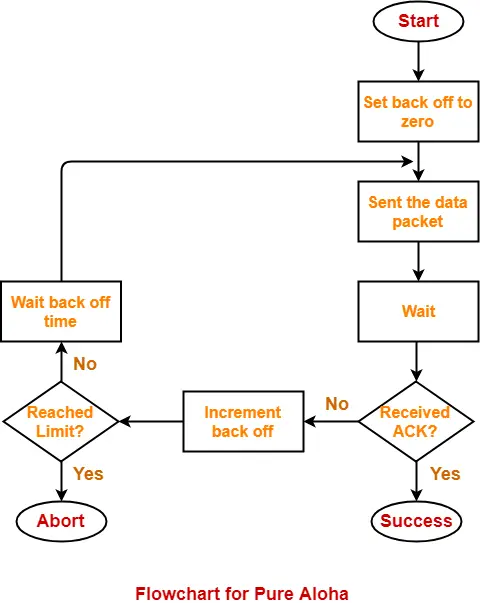 Start
Set back off to
zero
Sent the data
packet
Wait back off
time
Wait
No
Reached
Limit?
Increment
back off
No
Received
ACK?
Yes
Yes
Abort
Success
Flowchart for Pure Aloha